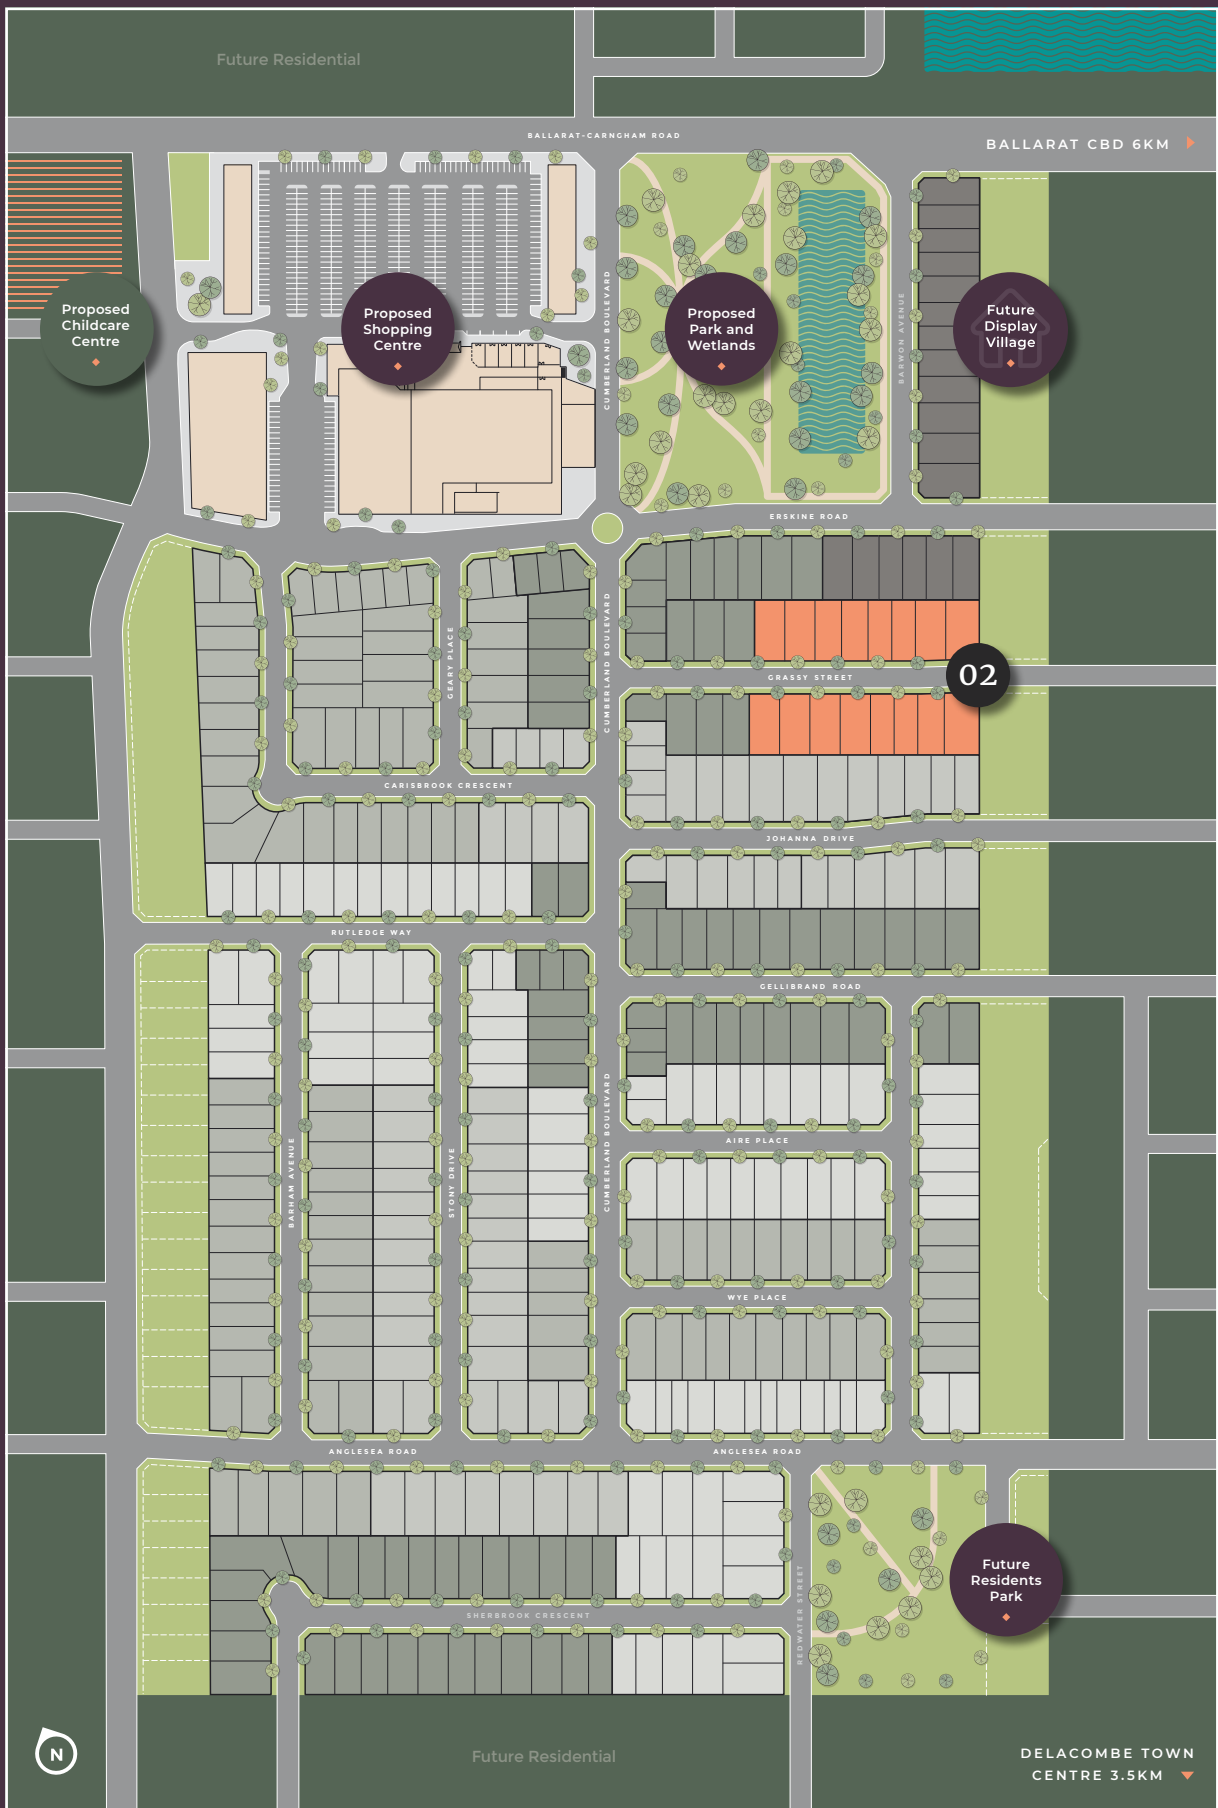 Future Residential
BALLARAT-CARNGHAM ROAD
BALLARAT CBD 6KM
Proposed
Childcare
Centre
Proposed
Shopping
Centre
CUMBERLAND BOULEVARD
Proposed
Park and
Wetlands
BARWON AVENUE
Future
Display
Village
ERSKINE ROAD
GEARY PLACE
CUMBERLAND BOULEVARD
GRASSY STREET
02
CARISBROOK CRESCENT
JOHANNA DRIVE
RUTLEDGE WAY
GELLIBRAND ROAD
BARHAM AVENUE
STONY DRIVE
CUMBERLAND BOULEVARD
AIRE PLACE
WYE PLACE
ANGLESEA ROAD
ANGLESEA ROAD
SHERBROOK CRESCENT
REDWATER STREET
Future
Residents
Park
N
Future Residential
DELACOMBE TOWN
CENTRE 3.5KM